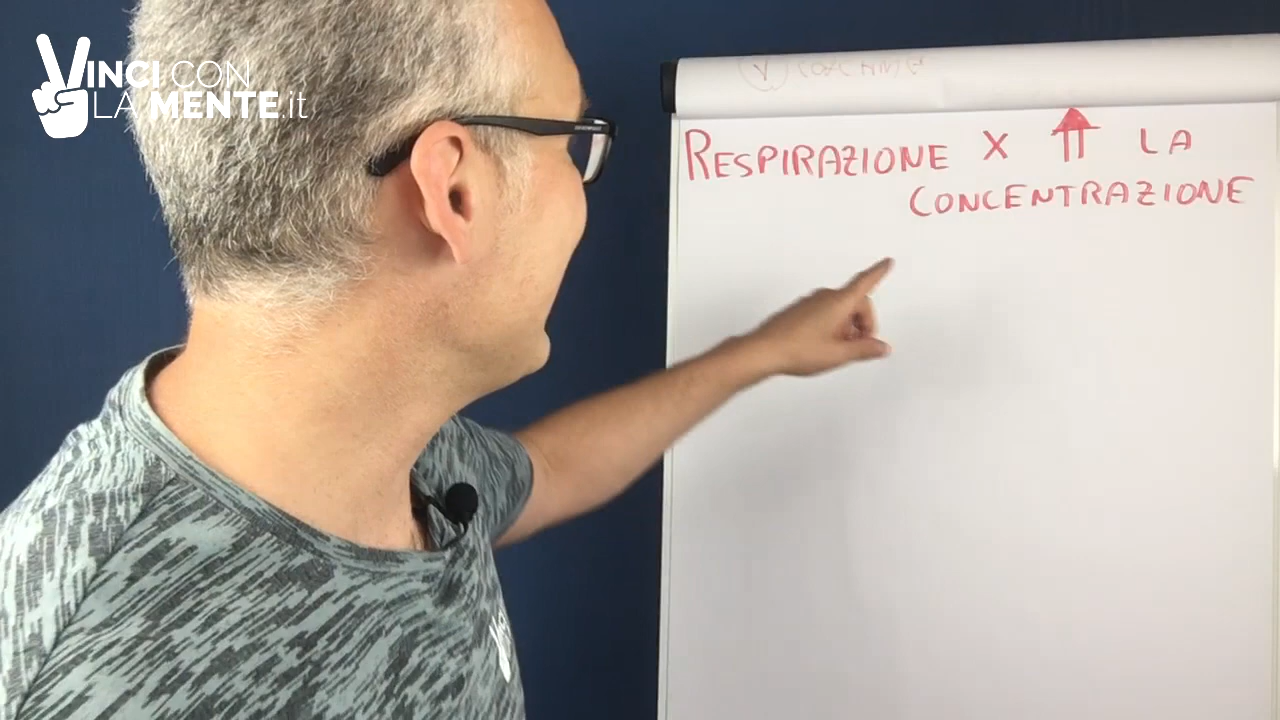 VINCI CON
LA MENTE.it
RESPIRAZIONE X ⇑ LA
CONCENTRAZIONE